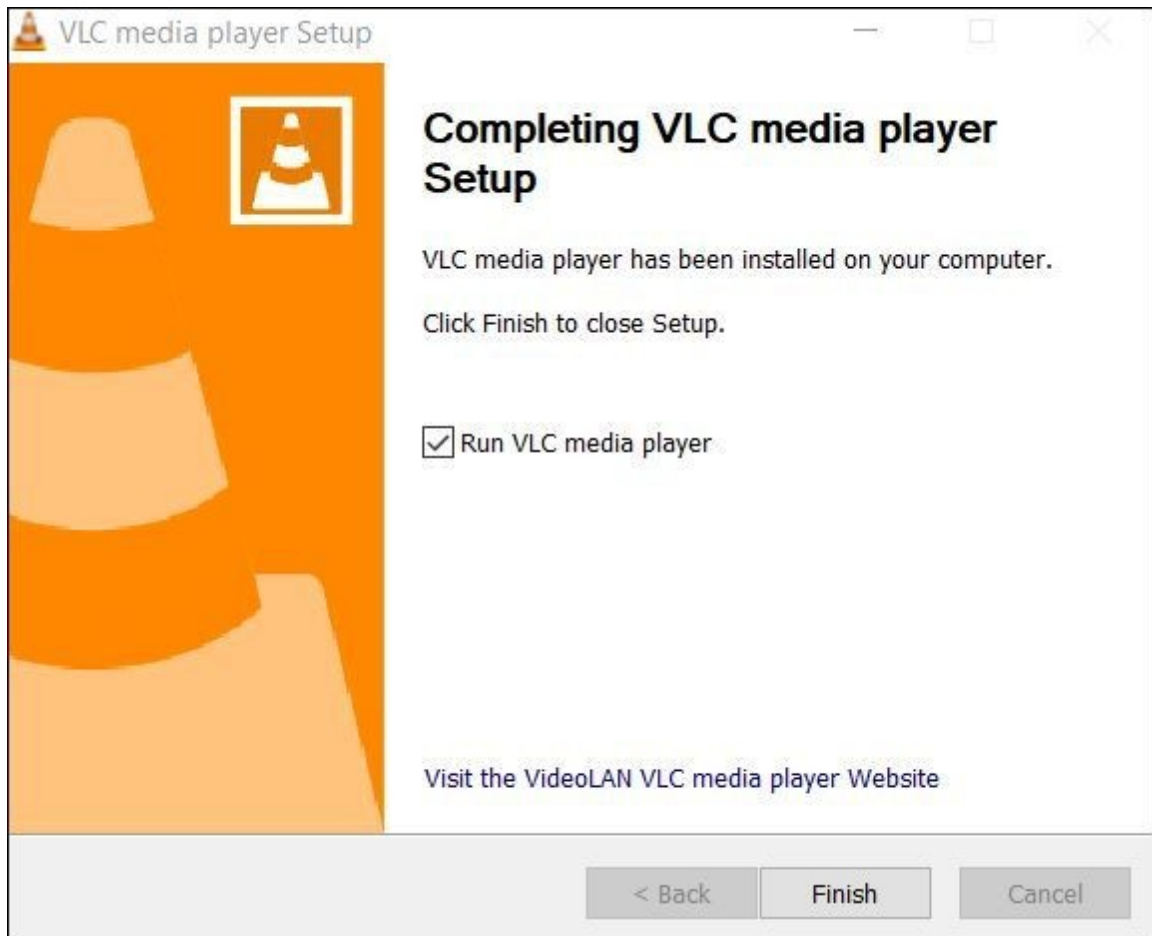 VLC media player Setup
Completing VLC media player
Setup
VLC media player has been installed on your computer.
Click Finish to close Setup.
Run VLC media player
Visit the VideoLAN VLC media player Website
< Back
Finish
Cancel